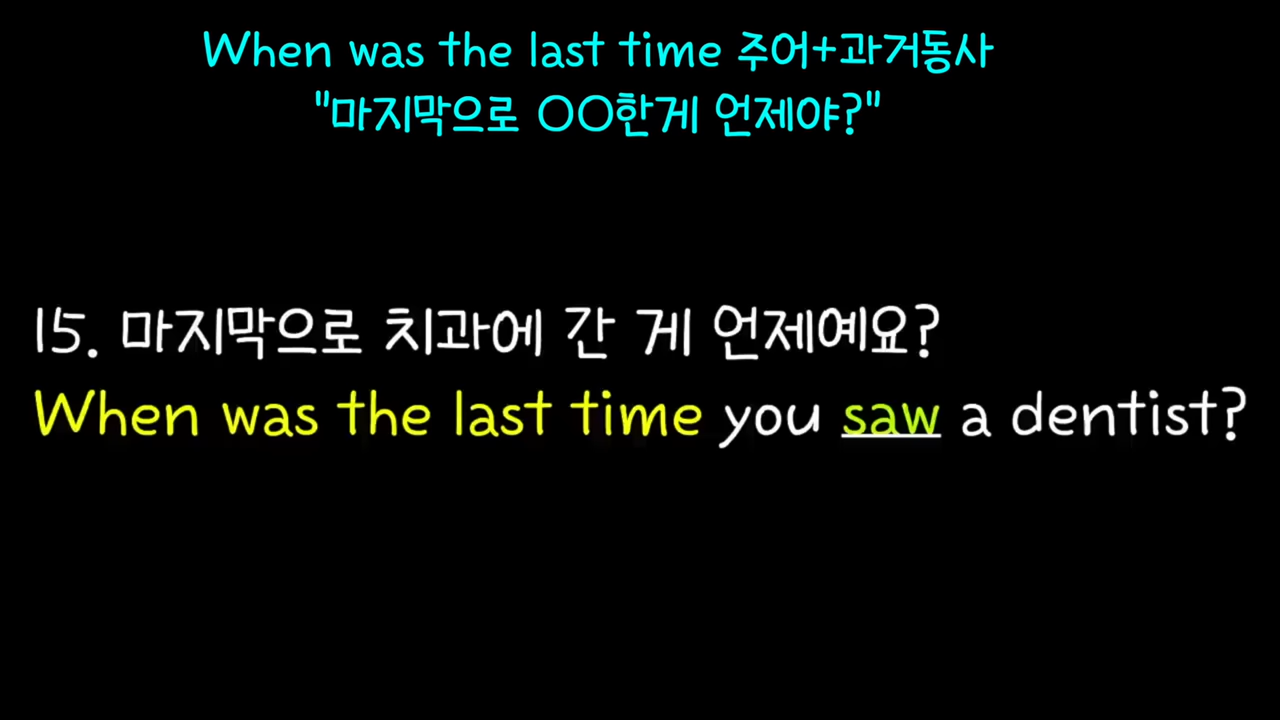 When was the last time 주어+과거동사
"마지막으로 〇〇한게 언제야?"
15. 마지막으로 치과에 간 게 언제예요?
When was the last time you saw a dentist?